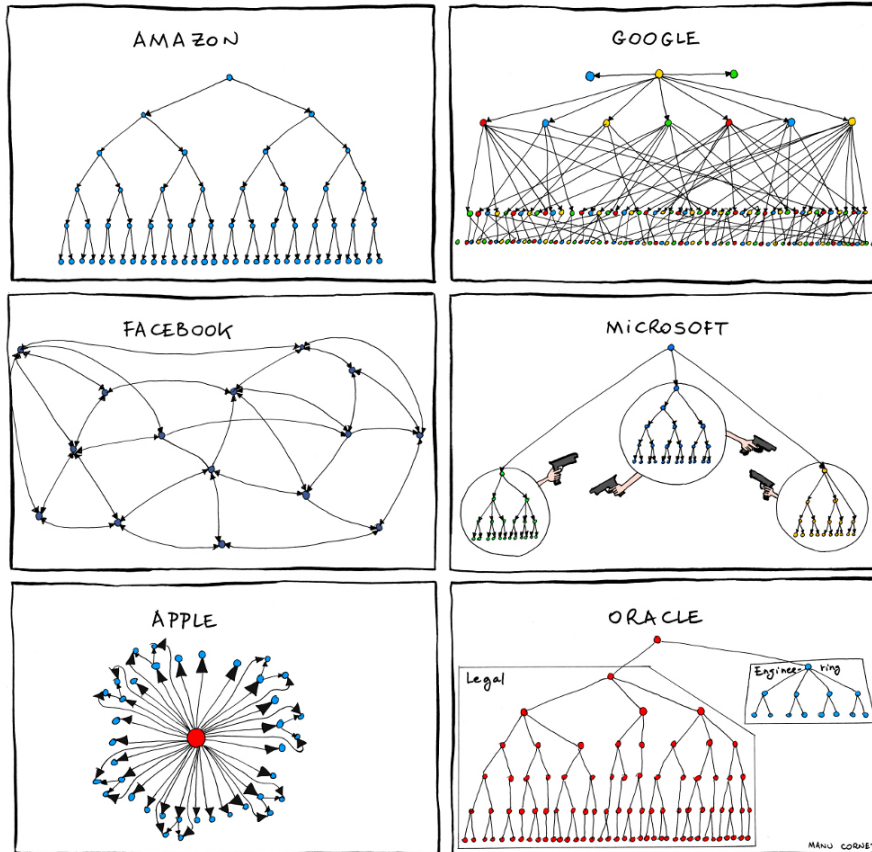 AMAZON
GOOGLE
FACEBOOK
MiCROSOFT
APPLE
ORACLE
Legal
Enginee-ring
MANU CORNET